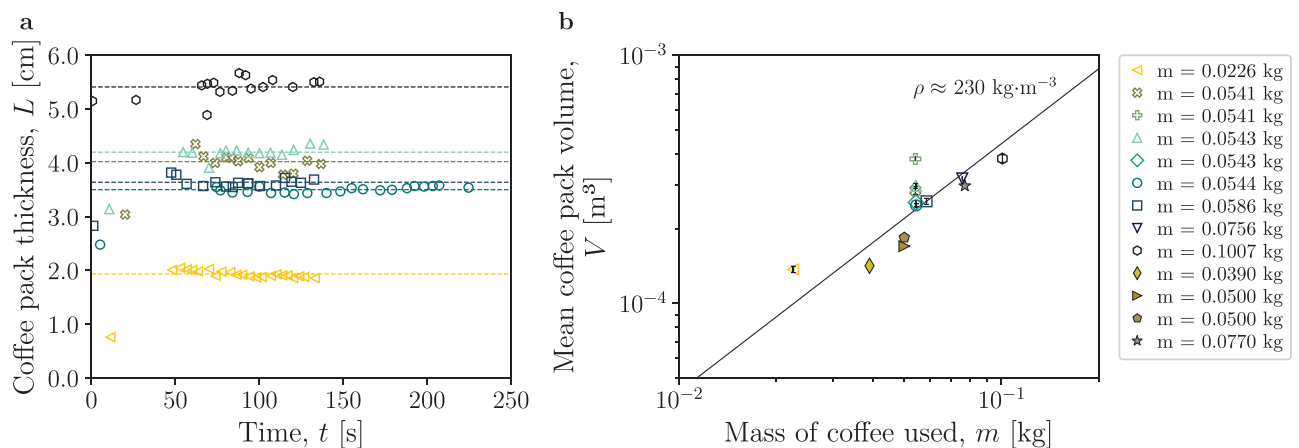 a
Coffee pack thickness, L [cm]
6.0
5.0
4.0
3.0
2.0
1.0
0.0
0
50
100
150
200
250
Time, t [s]
b
Mean coffee pack volume,
V [m³]
10⁻³
10⁻⁴
ρ ≈ 230 kg·m⁻³
10⁻²
10⁻¹
Mass of coffee used, m [kg]
m = 0.0226 kg
m = 0.0541 kg
m = 0.0541 kg
m = 0.0543 kg
m = 0.0543 kg
m = 0.0544 kg
m = 0.0586 kg
m = 0.0756 kg
m = 0.1007 kg
m = 0.0390 kg
m = 0.0500 kg
m = 0.0500 kg
m = 0.0770 kg